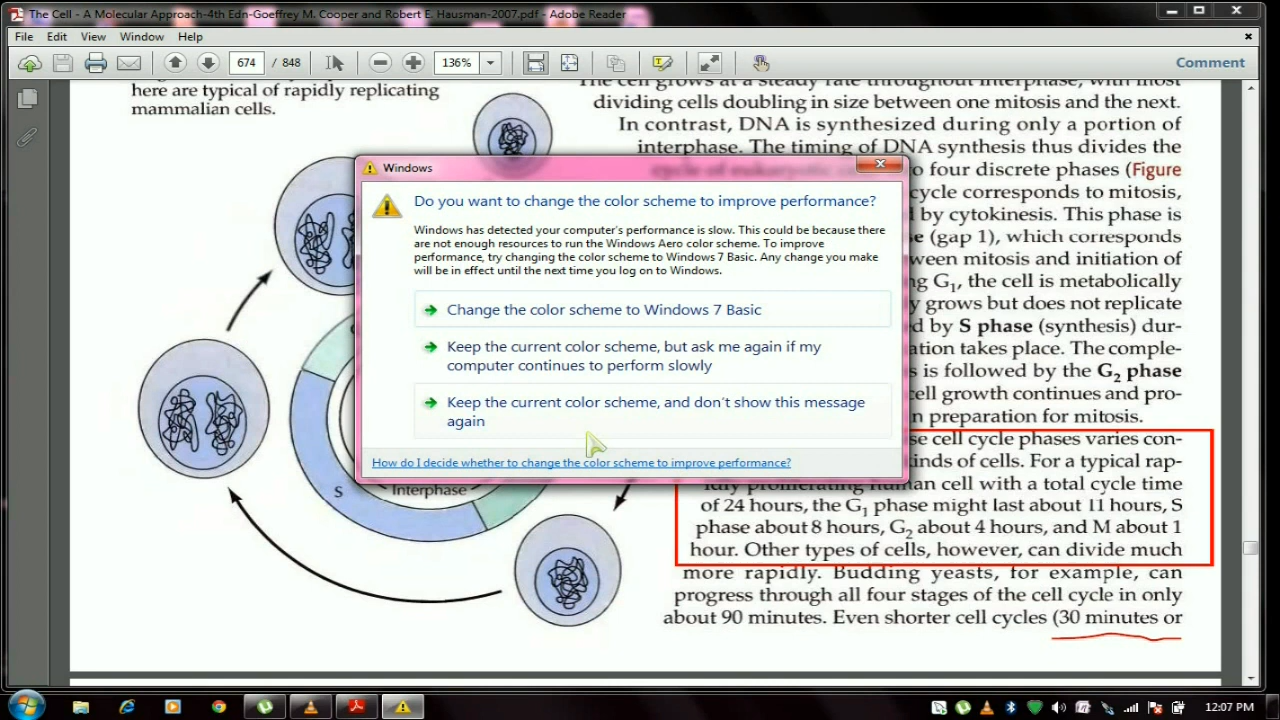 The Cell - A Molecular Approach-4th Edn-Goeffrey M. Cooper and Robert E. Hausman-2007.pdf - Adobe Reader
File Edit View Window Help
674 / 848
136%
Comment
here are typical of rapidly replicating
mammalian cells.
The cell grows at a steady rate throughout interphase, with most
dividing cells doubling in size between one mitosis and the next.
In contrast, DNA is synthesized during only a portion of
interphase. The timing of DNA synthesis thus divides the
cycle of eukaryotic
o four discrete phases (Figure
cycle corresponds to mitosis,
d by cytokinesis. This phase is
e (gap 1), which corresponds
ween mitosis and initiation of
ng G1, the cell is metabolically
y grows but does not replicate
d by S phase (synthesis) dur-
ation takes place. The comple-
s is followed by the G2 phase
cell growth continues and pro-
n preparation for mitosis.
se cell cycle phases varies con-
kinds of cells. For a typical rap-
idly proliferating human cell with a total cycle time
of 24 hours, the G1 phase might last about 11 hours, S
phase about 8 hours, G2 about 4 hours, and M about 1
hour. Other types of cells, however, can divide much
more rapidly. Budding yeasts, for example, can
progress through all four stages of the cell cycle in only
about 90 minutes. Even shorter cell cycles (30 minutes or
S
Interphase
Windows
Do you want to change the color scheme to improve performance?
Windows has detected your computer's performance is slow. This could be because there
are not enough resources to run the Windows Aero color scheme. To improve
performance, try changing the color scheme to Windows 7 Basic. Any change you make
will be in effect until the next time you log on to Windows.
Change the color scheme to Windows 7 Basic
Keep the current color scheme, but ask me again if my
computer continues to perform slowly
Keep the current color scheme, and don't show this message
again
How do I decide whether to change the color scheme to improve performance?
12:07 PM